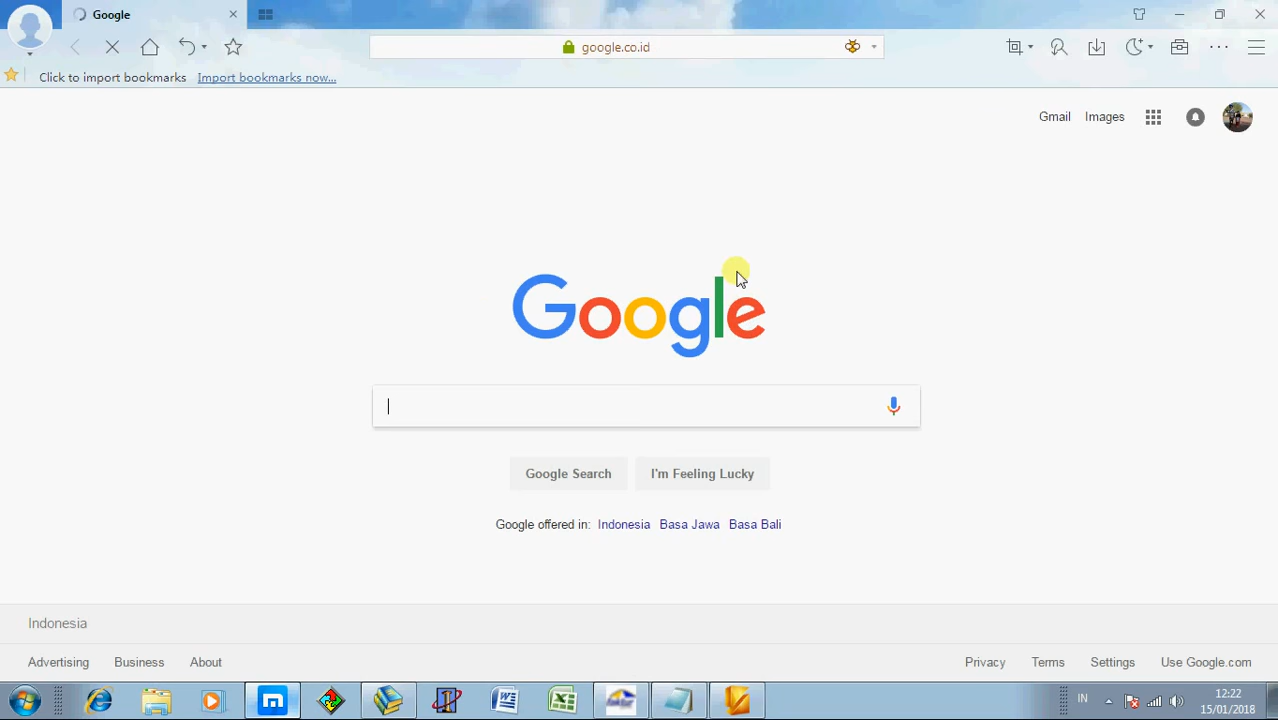 Google
google.co.id
Click to import bookmarks Import bookmarks now...
Gmail Images
Google
Google Search I'm Feeling Lucky
Google offered in: Indonesia Basa Jawa Basa Bali
Indonesia
Advertising Business About Privacy Terms Settings Use Google.com
IN 12:22
15/01/2018